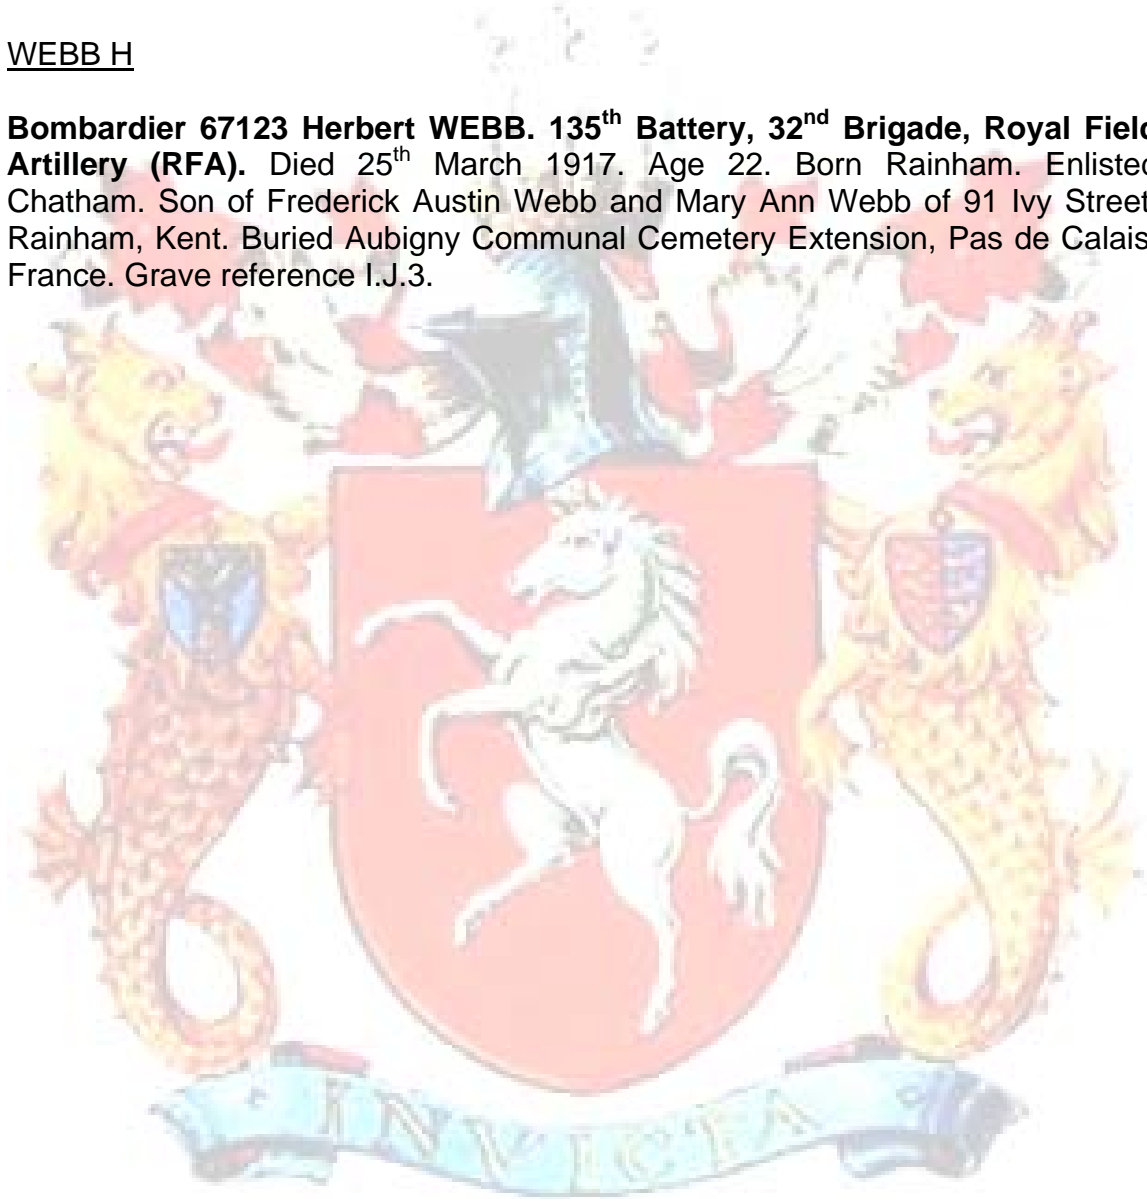 WEBB H
Bombardier 67123 Herbert WEBB. 135th Battery, 32nd Brigade, Royal Field
Artillery (RFA). Died 25th March 1917. Age 22. Born Rainham. Enlisted
Chatham. Son of Frederick Austin Webb and Mary Ann Webb of 91 Ivy Street
Rainham, Kent. Buried Aubigny Communal Cemetery Extension, Pas de Calais
France. Grave reference I.J.3.
INVICTA